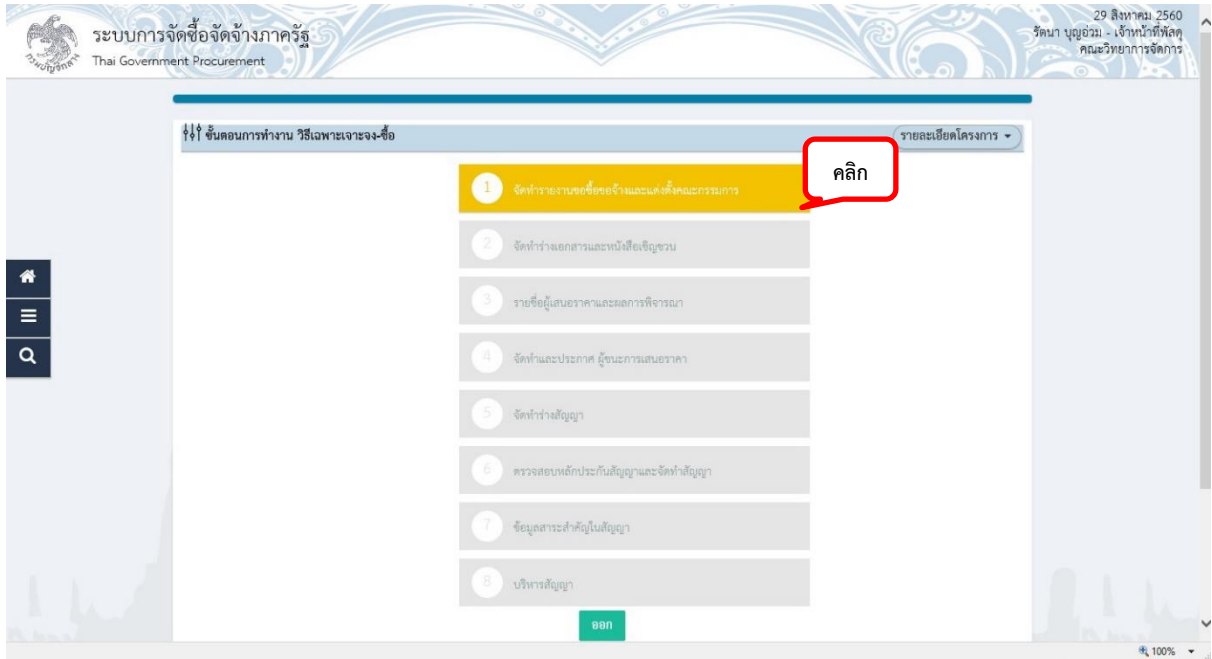 29 สิงหาคม 2560
ระบบการจัดซื้อจัดจ้างภาครัฐ
รัตนา บุญอ่วม - เจ้าหน้าที่พัสดุ
Thai Government Procurement
คณะวิทยาการจัดการ
กรมบัญชีกลาง
ขั้นตอนการทำงาน วิธีเฉพาะเจาะจง-ซื้อ
รายละเอียดโครงการ
คลิก
1 จัดทำรายงานขอซื้อขอจ้างและแต่งตั้งคณะกรรมการ
2 จัดทำร่างเอกสารและหนังสือเชิญชวน
3 รายชื่อผู้เสนอราคาและผลการพิจารณา
4 จัดทำและประกาศ ผู้ชนะการเสนอราคา
5 จัดทำร่างสัญญา
6 ตรวจสอบหลักประกันสัญญาและจัดทำสัญญา
7 ข้อมูลสาระสำคัญในสัญญา
8 บริหารสัญญา
ออก
100%